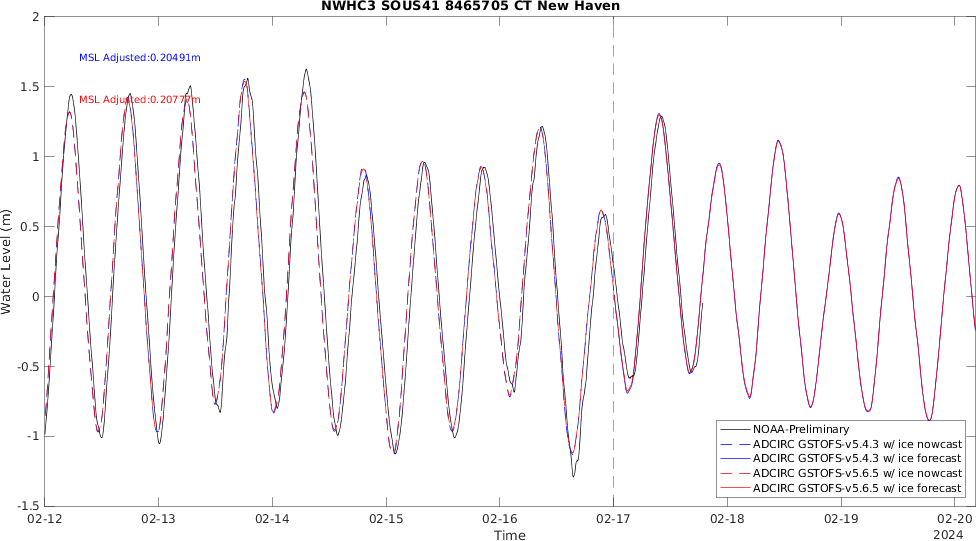 NWHC3 SOUS41 8465705 CT New Haven
2
1.5
1
0.5
0
-0.5
-1
-1.5
Water Level (m)
MSL Adjusted:0.20491m
MSL Adjusted:0.20777m
NOAA-Preliminary
ADCIRC GSTOFS-v5.4.3 w/ ice nowcast
ADCIRC GSTOFS-v5.4.3 w/ ice forecast
ADCIRC GSTOFS-v5.6.5 w/ ice nowcast
ADCIRC GSTOFS-v5.6.5 w/ ice forecast
02-12 02-13 02-14 02-15 02-16 02-17 02-18 02-19 02-20
Time
2024